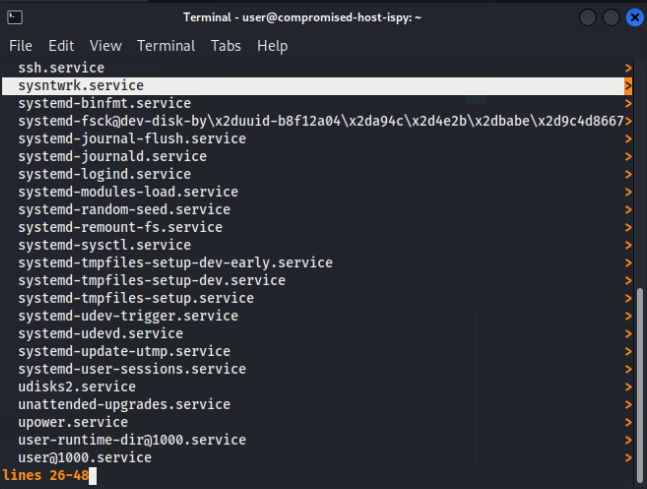 Terminal - user@compromised-host-ispy: ~
File Edit View Terminal Tabs Help
ssh.service >
sysntwrk.service >
systemd-binfmt.service >
systemd-fsck@dev-disk-by\x2duuid-b8f12a04\x2da94c\x2d4e2b\x2dbabe\x2d9c4d8667>
systemd-journal-flush.service >
systemd-journald.service >
systemd-logind.service >
systemd-modules-load.service >
systemd-random-seed.service >
systemd-remount-fs.service >
systemd-sysctl.service >
systemd-tmpfiles-setup-dev-early.service >
systemd-tmpfiles-setup-dev.service >
systemd-tmpfiles-setup.service >
systemd-udev-trigger.service >
systemd-udevd.service >
systemd-update-utmp.service >
systemd-user-sessions.service >
udisks2.service >
unattended-upgrades.service >
upower.service >
user-runtime-dir@1000.service >
user@1000.service >
lines 26-48